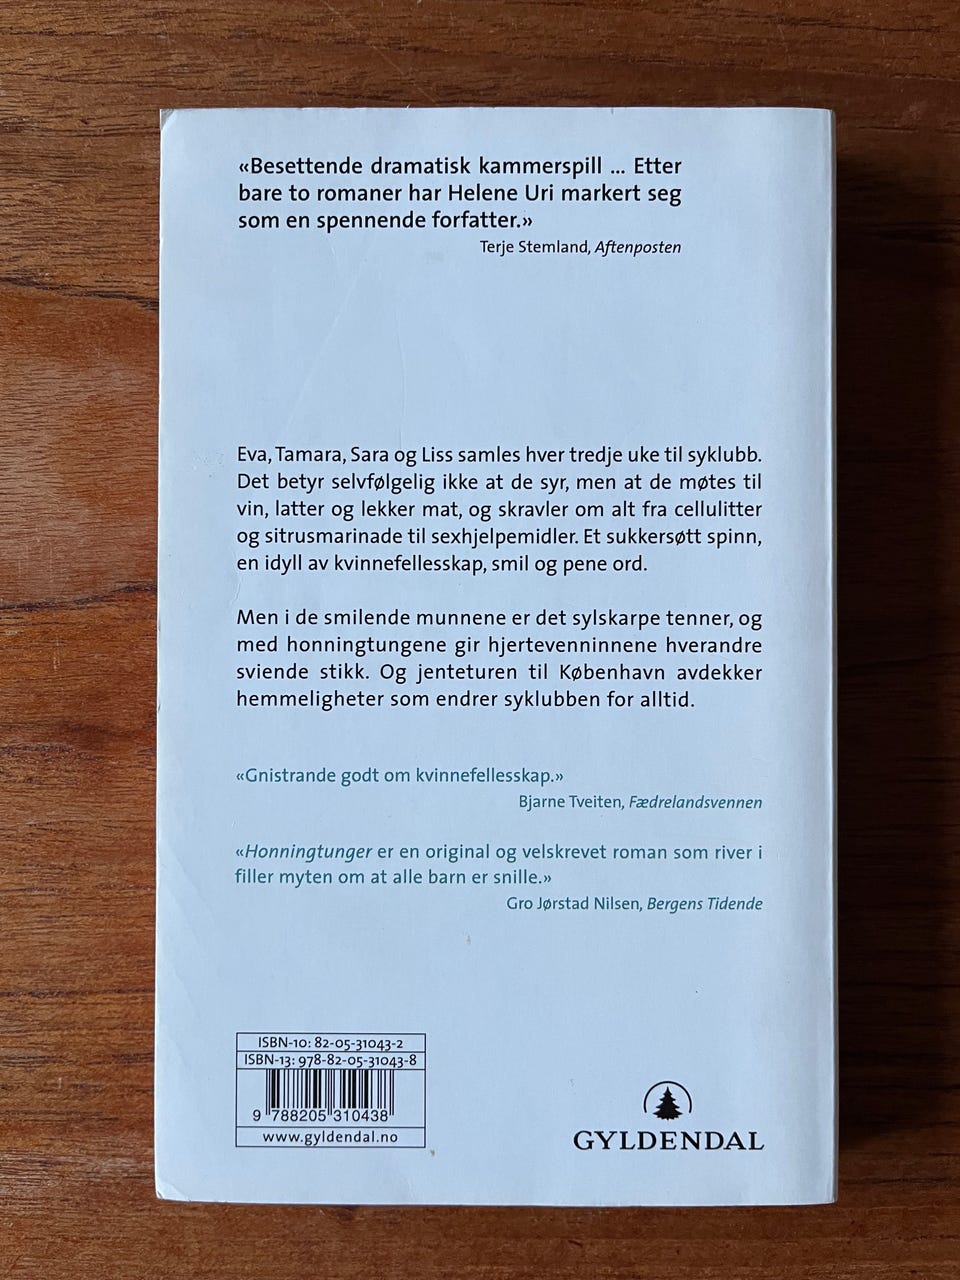 «Besettende dramatisk kammerspill ... Etter
bare to romaner har Helene Uri markert seg
som en spennende forfatter.»
Terje Stemland, Aftenposten
Eva, Tamara, Sara og Liss samles hver tredje uke til syklubb.
Det betyr selvfølgelig ikke at de syr, men at de møtes til
vin, latter og lekker mat, og skravler om alt fra cellulitter
og sitrusmarinade til sexhjelpemidler. Et sukkersøtt spinn,
en idyll av kvinnefellesskap, smil og pene ord.
Men i de smilende munnene er det sylskarpe tenner, og
med honningtungene gir hjertevenninnene hverandre
sviende stikk. Og jenteturen til København avdekker
hemmeligheter som endrer syklubben for alltid.
«Gnistrande godt om kvinnefellesskap.»
Bjarne Tveiten, Fædrelandsvennen
«Honningtunger er en original og velskrevet roman som river i
filler myten om at alle barn er snille.»
Gro Jørstad Nilsen, Bergens Tidende
ISBN-10: 82-05-31043-2
ISBN-13: 978-82-05-31043-8
9 788205 310438
www.gyldendal.no
GYLDENDAL